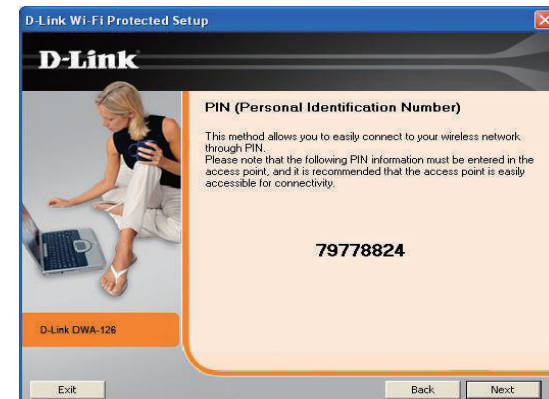 D-Link Wi-Fi Protected Setup
D-Link
PIN (Personal Identification Number)
This method allows you to easily connect to your wireless network
through PIN.
Please note that the following PIN information must be entered in the
access point, and it is recommended that the access point is easily
accessible for connectivity.
79778824
D-Link DWA-126
Exit
Back
Next